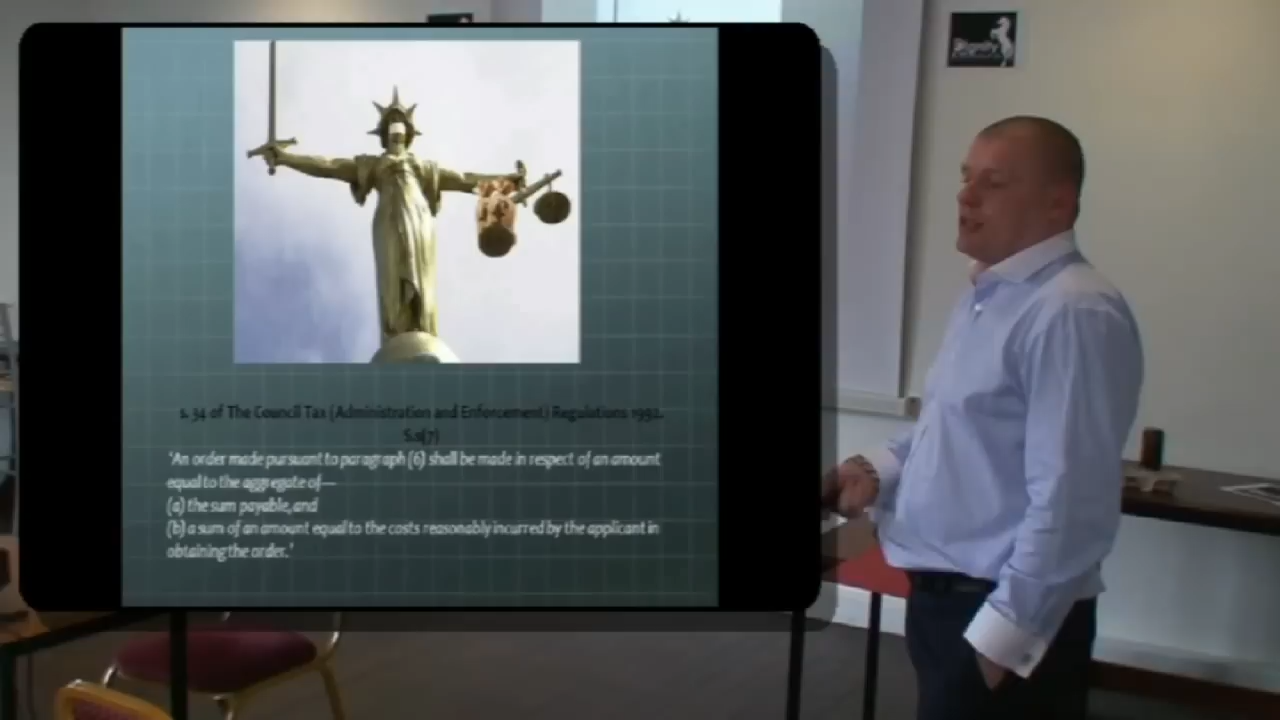 Dignity
s. 34 of The Council Tax (Administration and Enforcement) Regulations 1992.
'An order made pursuant to paragraph (6) shall be made in respect of an amount
equal to the aggregate of—
(a) the sum payable, and
(b) a sum of an amount equal to the costs reasonably incurred by the applicant in
obtaining the order.'